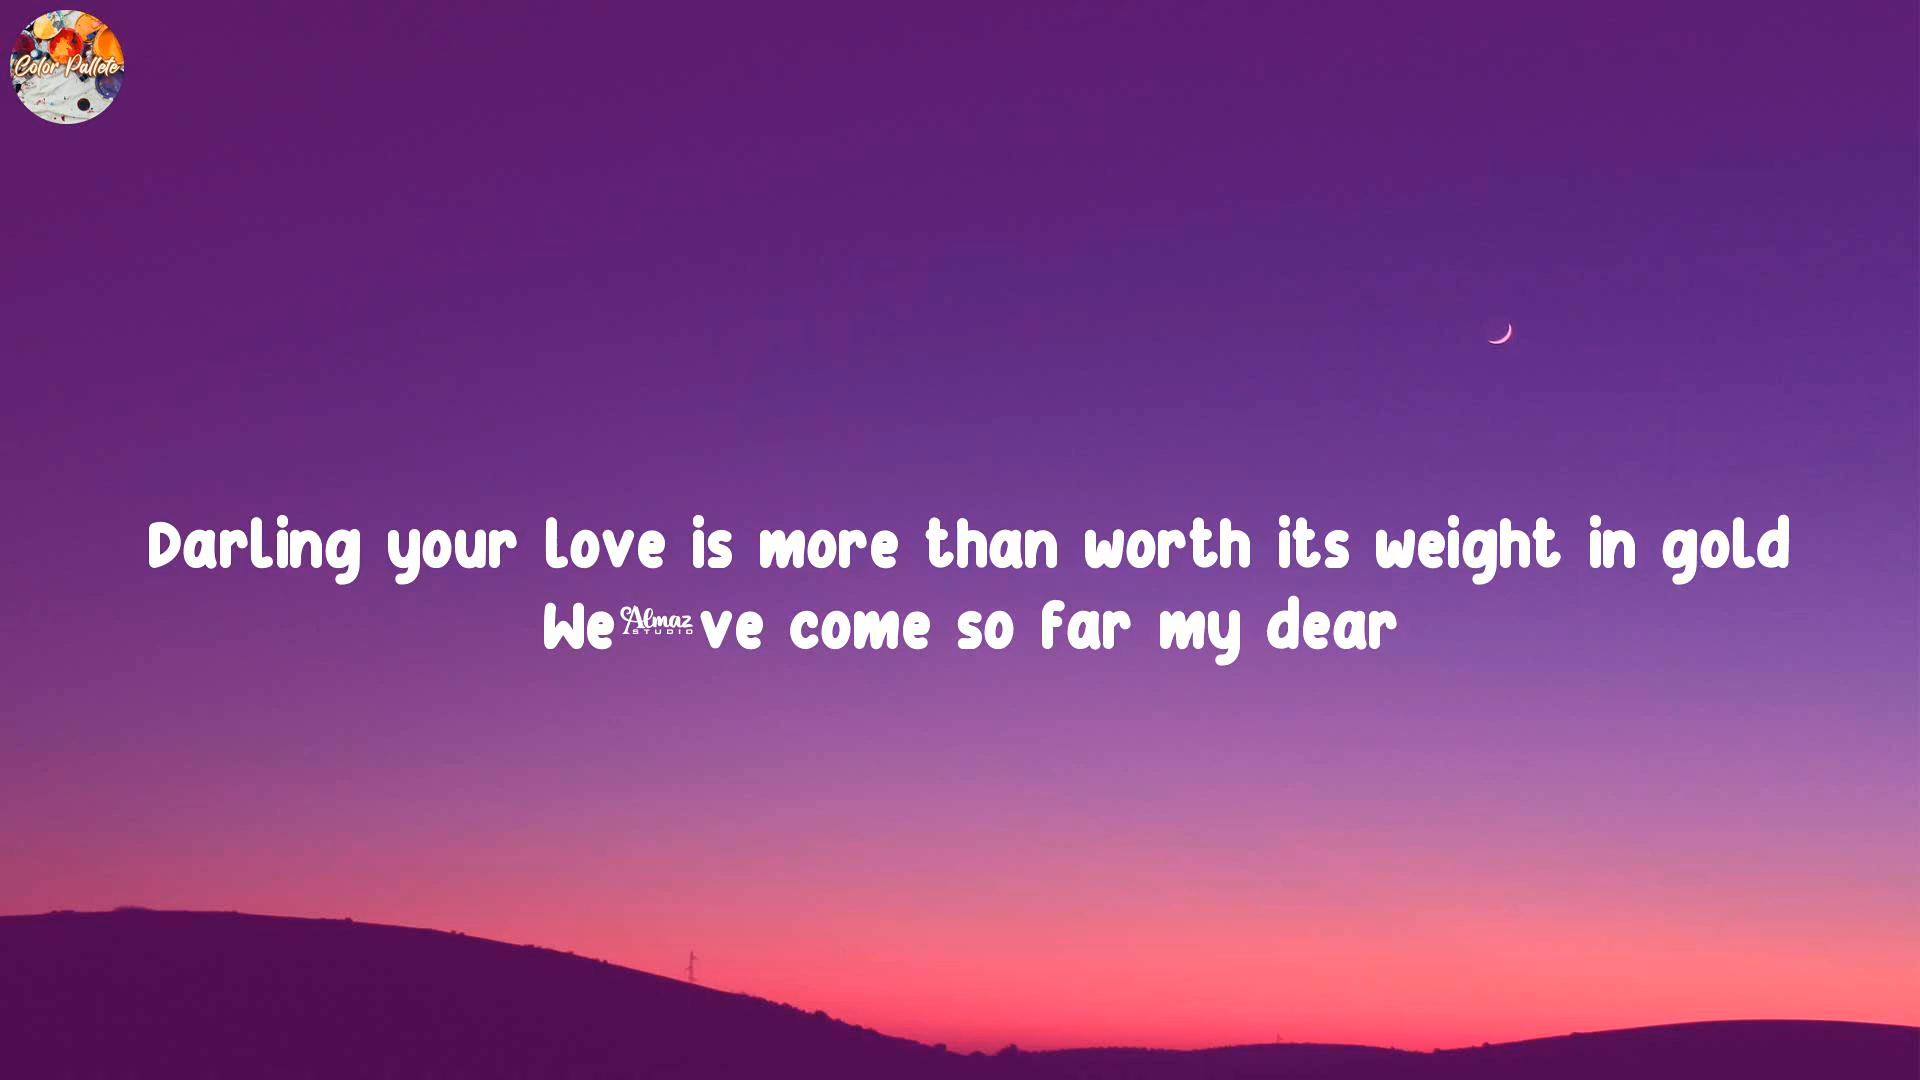 Color Pallete
Darling your love is more than worth its weight in gold
We Almaz STUDIO ve come so far my dear